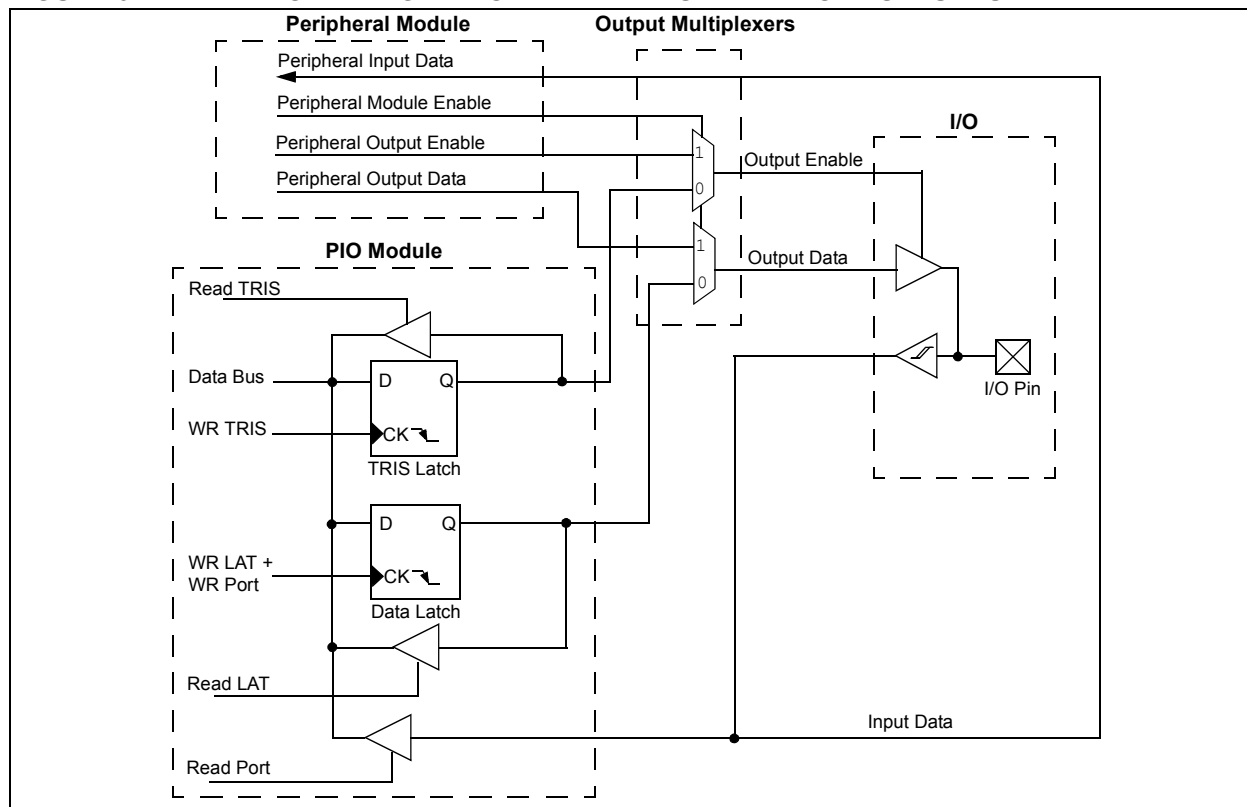 Peripheral Module
Output Multiplexers
Peripheral Input Data
Peripheral Module Enable
Peripheral Output Enable
Peripheral Output Data
1
0
1
0
Output Enable
Output Data
I/O
I/O Pin
PIO Module
Read TRIS
Data Bus
D
Q
WR TRIS
CK
TRIS Latch
D
Q
WR LAT +
WR Port
CK
Data Latch
Read LAT
Read Port
Input Data